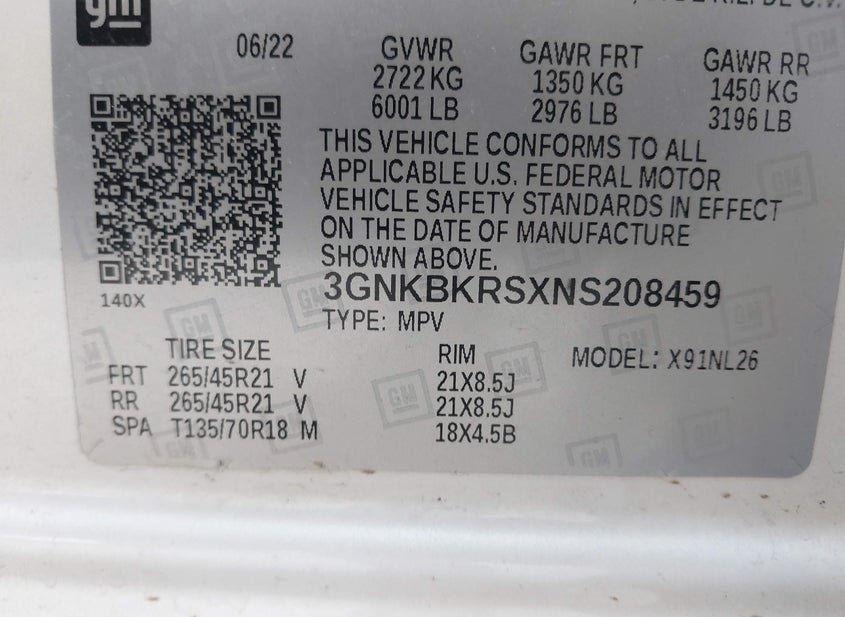 gm
DE C.V.
06/22 GVWR GAWR FRT GAWR RR
2722 KG 1350 KG 1450 KG
6001 LB 2976 LB 3196 LB
THIS VEHICLE CONFORMS TO ALL
APPLICABLE U.S. FEDERAL MOTOR
VEHICLE SAFETY STANDARDS IN EFFECT
ON THE DATE OF MANUFACTURE
SHOWN ABOVE.
3GNKBKRSXNS208459
140X
TYPE: MPV
TIRE SIZE RIM MODEL: X91NL26
FRT 265/45R21 V 21X8.5J
RR 265/45R21 V 21X8.5J
SPA T135/70R18 M 18X4.5B